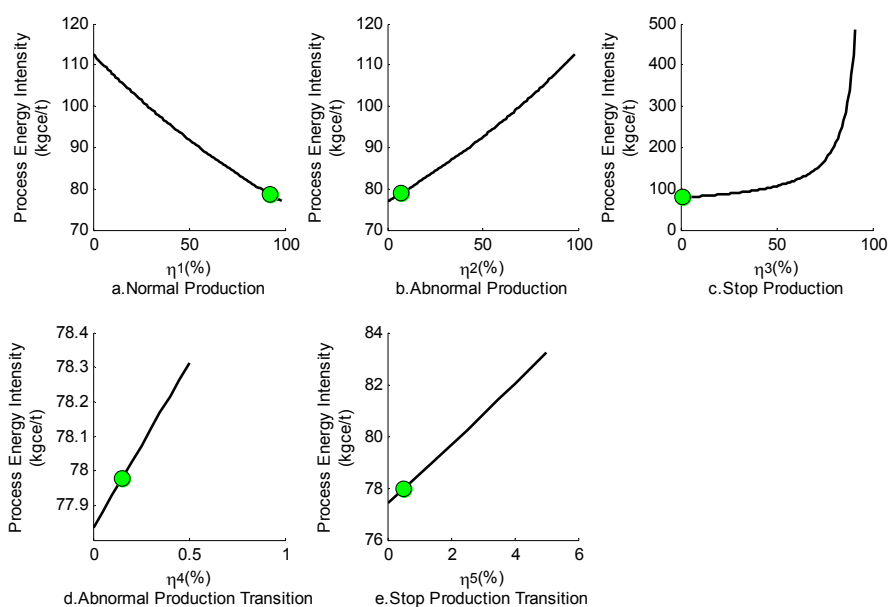 120
110
100
90
80
70
Process Energy Intensity
(kgce/t)
0
50
100
η1(%)
a.Normal Production
120
110
100
90
80
70
Process Energy Intensity
(kgce/t)
0
50
100
η2(%)
b.Abnormal Production
500
400
300
200
100
0
Process Energy Intensity
(kgce/t)
0
50
100
η3(%)
c.Stop Production
78.4
78.3
78.2
78.1
78
77.9
Process Energy Intensity
(kgce/t)
0
0.5
1
η4(%)
d.Abnormal Production Transition
84
82
80
78
76
Process Energy Intensity
(kgce/t)
0
2
4
6
η5(%)
e.Stop Production Transition